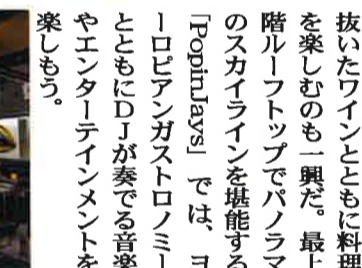 抜いたワインとともに料理
を楽しむのも一興だ。最上
階ルーフトップでパノラマ
のスカイラインを堪能する
「PopinJays」では、ヨ
ーロピアンガストロノミー
とともにDJが奏でる音楽
やエンターテインメントを
楽しもう。